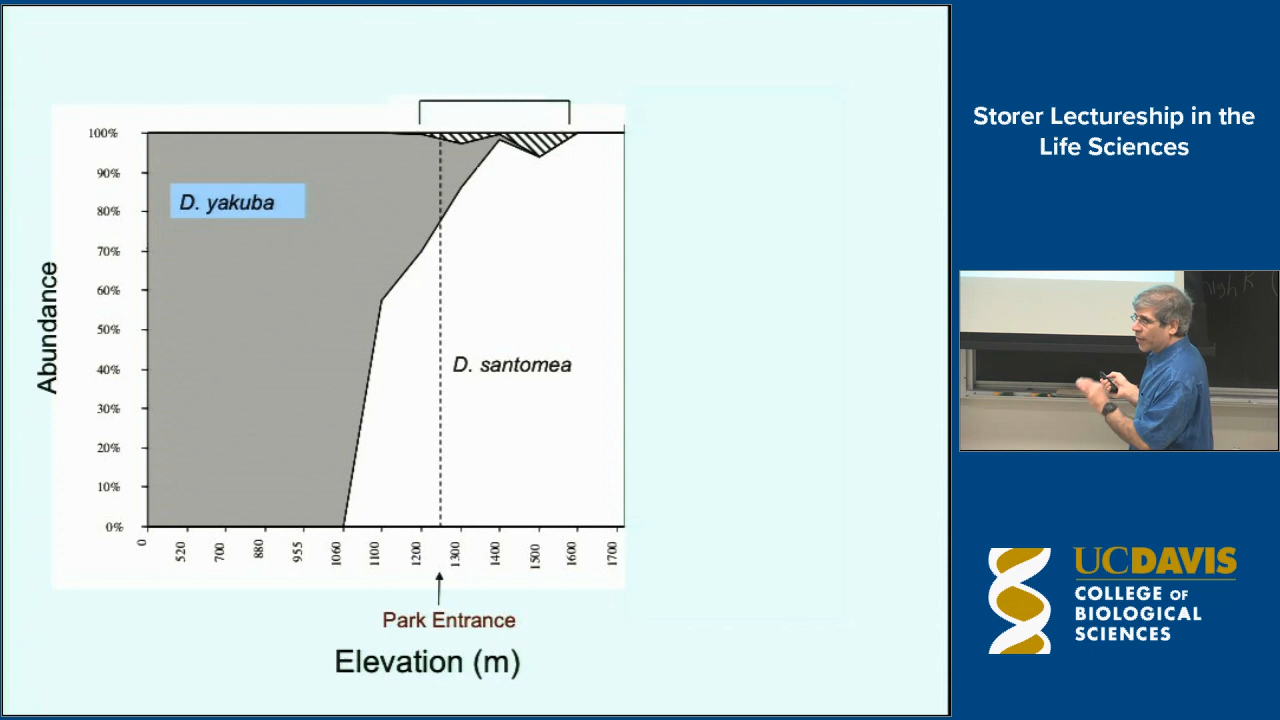 100%
90%
80%
70%
60%
50%
40%
30%
20%
10%
0%
Abundance
D. yakuba
D. santomea
0
520
700
880
955
1060
1100
1200
1300
1400
1500
1600
1700
Park Entrance
Elevation (m)
Storer Lectureship in the
Life Sciences
high K (
UCDAVIS
COLLEGE OF
BIOLOGICAL
SCIENCES